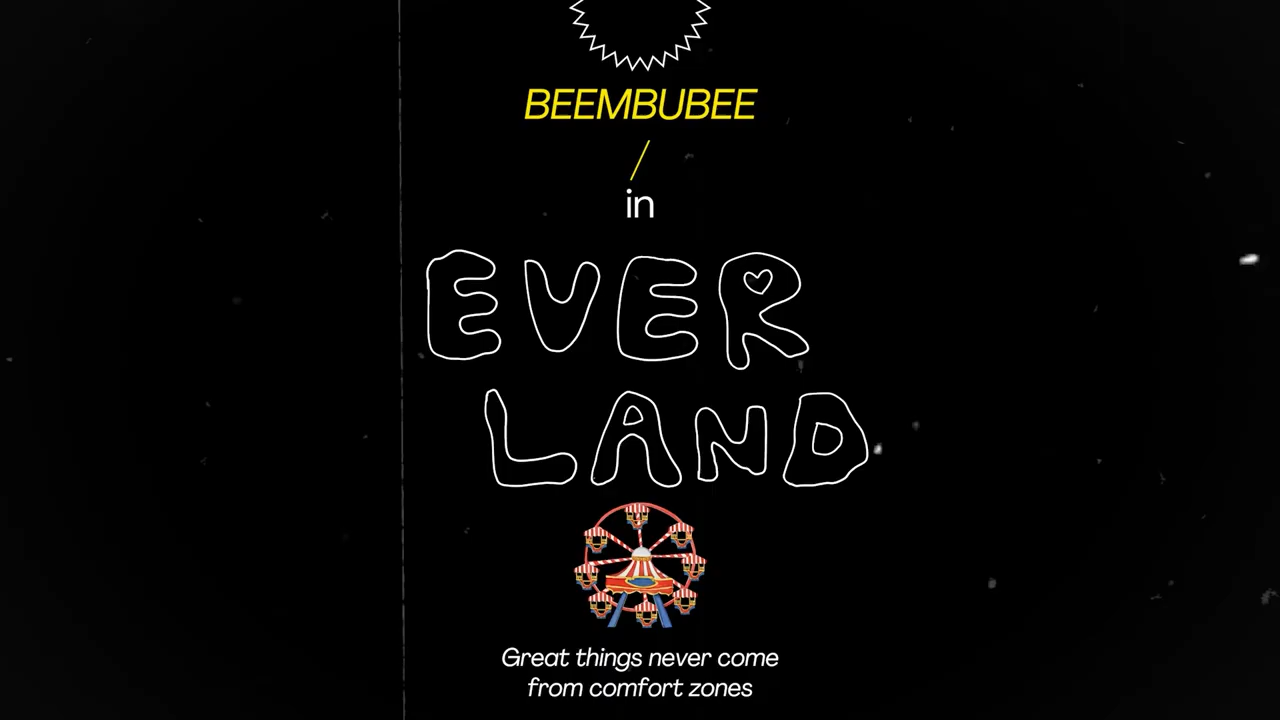 BEEMBUBEE
in
EVER
LAND
Great things never come
from comfort zones